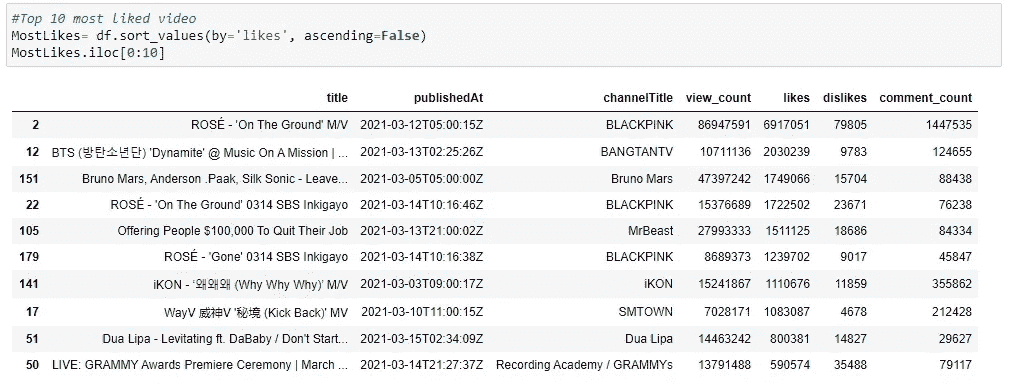 #Top 10 most liked video
MostLikes= df.sort_values(by='likes', ascending=False)
MostLikes.iloc[0:10]
title publishedAt channelTitle view_count likes dislikes comment_count
2 ROSÉ - 'On The Ground' M/V 2021-03-12T05:00:15Z BLACKPINK 86947591 6917051 79805 1447535
12 BTS (방탄소년단) 'Dynamite' @ Music On A Mission | ... 2021-03-13T02:25:26Z BANGTANTV 10711136 2030239 9783 124655
151 Bruno Mars, Anderson .Paak, Silk Sonic - Leave... 2021-03-05T05:00:00Z Bruno Mars 47397242 1749066 15704 88438
22 ROSÉ - 'On The Ground' 0314 SBS Inkigayo 2021-03-14T10:16:46Z BLACKPINK 15376689 1722502 23671 76238
105 Offering People $100,000 To Quit Their Job 2021-03-13T21:00:02Z MrBeast 27993333 1511125 18686 84334
179 ROSÉ - 'Gone' 0314 SBS Inkigayo 2021-03-14T10:16:38Z BLACKPINK 8689373 1239702 9017 45847
141 iKON - ‘왜왜왜 (Why Why Why)’ M/V 2021-03-03T09:00:17Z iKON 15241867 1110676 11859 355862
17 WayV 威神V '秘境 (Kick Back)' MV 2021-03-10T11:00:15Z SMTOWN 7028171 1083087 4678 212428
51 Dua Lipa - Levitating ft. DaBaby / Don't Start... 2021-03-15T02:34:09Z Dua Lipa 14463242 800381 14827 29627
50 LIVE: GRAMMY Awards Premiere Ceremony | March ... 2021-03-14T21:27:37Z Recording Academy / GRAMMYs 13791488 590574 35488 79117